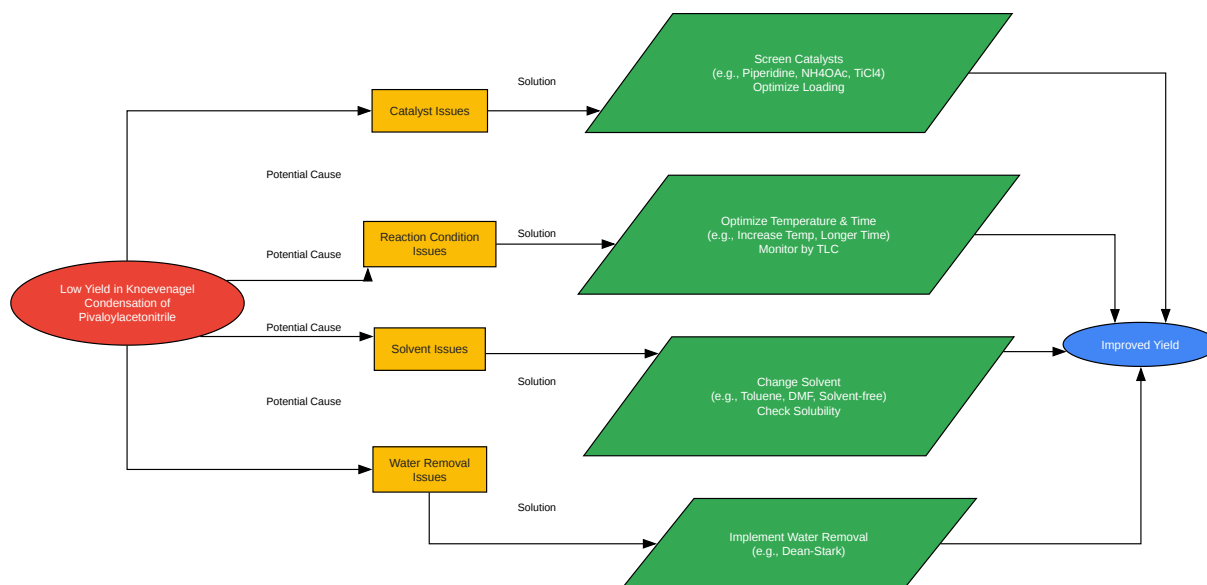 Screen Catalysts
(e.g., Piperidine, NH4OAc, TiCl4)
Optimize Loading
Solution
Catalyst Issues
Potential Cause
Optimize Temperature & Time
(e.g., Increase Temp, Longer Time)
Monitor by TLC
Solution
Reaction Condition
Issues
Potential Cause
Low Yield in Knoevenagel
Condensation of
Pivaloylacetonitrile
Potential Cause
Solvent Issues
Solution
Change Solvent
(e.g., Toluene, DMF, Solvent-free)
Check Solubility
Improved Yield
Potential Cause
Water Removal
Issues
Solution
Implement Water Removal
(e.g., Dean-Stark)